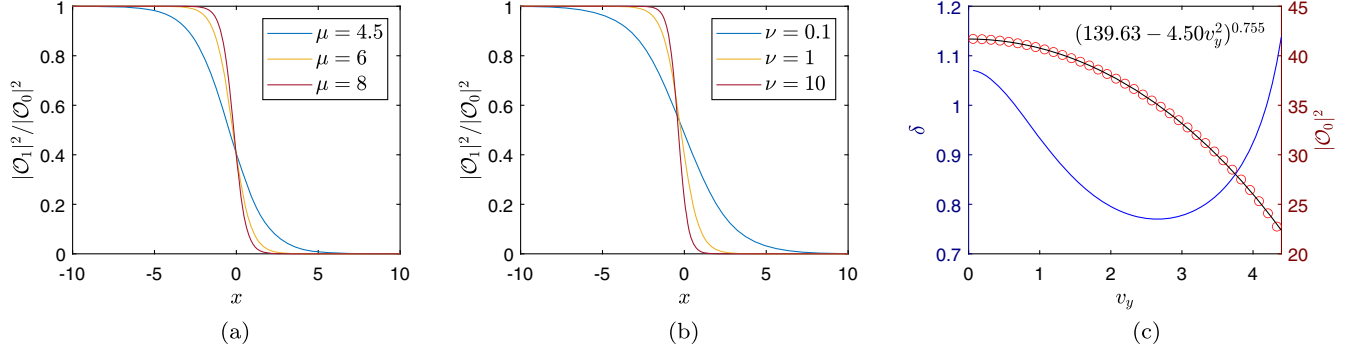 |𝒪₁|²/|𝒪₀|²
1
0.8
0.6
0.4
0.2
0
-10
-5
0
5
10
x
μ = 4.5
μ = 6
μ = 8
(a)
|𝒪₁|²/|𝒪₀|²
1
0.8
0.6
0.4
0.2
0
-10
-5
0
5
10
x
ν = 0.1
ν = 1
ν = 10
(b)
δ
1.2
1.1
1
0.9
0.8
0.7
0
1
2
3
4
v_y
(139.63 − 4.50v_y²)^0.755
45
40
35
30
25
20
|𝒪₀|²
(c)